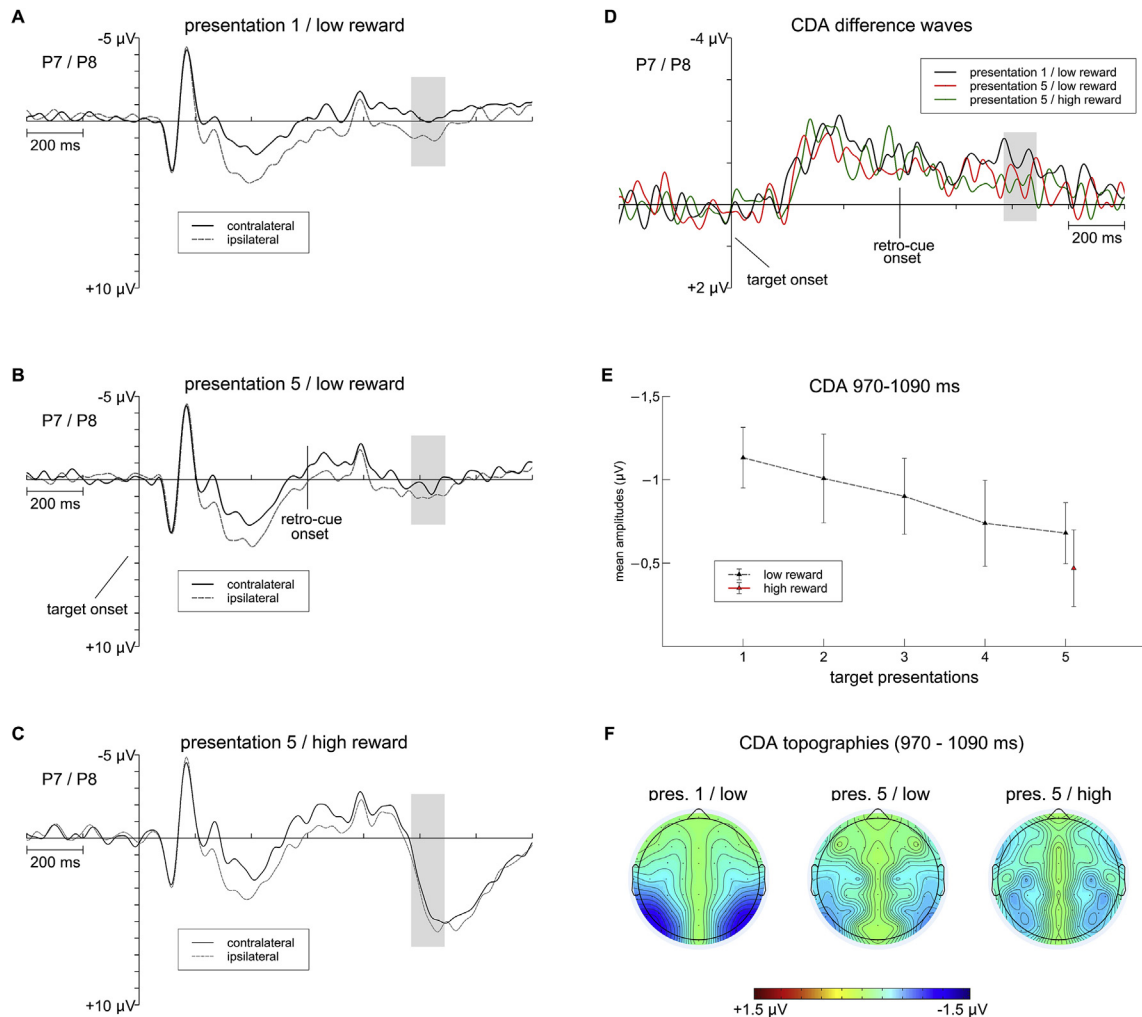 A
presentation 1 / low reward
-5 µV
P7 / P8
200 ms
contralateral
ipsilateral
+10 µV
B
presentation 5 / low reward
-5 µV
P7 / P8
200 ms
retro-cue
onset
target onset
contralateral
ipsilateral
+10 µV
C
presentation 5 / high reward
-5 µV
P7 / P8
200 ms
contralateral
ipsilateral
+10 µV
D
CDA difference waves
-4 µV
P7 / P8
presentation 1 / low reward
presentation 5 / low reward
presentation 5 / high reward
200 ms
retro-cue
onset
target onset
+2 µV
E
CDA 970-1090 ms
−1,5
−1
−0,5
mean amplitudes (µV)
low reward
high reward
1 2 3 4 5
target presentations
F
CDA topographies (970 - 1090 ms)
pres. 1 / low pres. 5 / low pres. 5 / high
+1.5 µV -1.5 µV